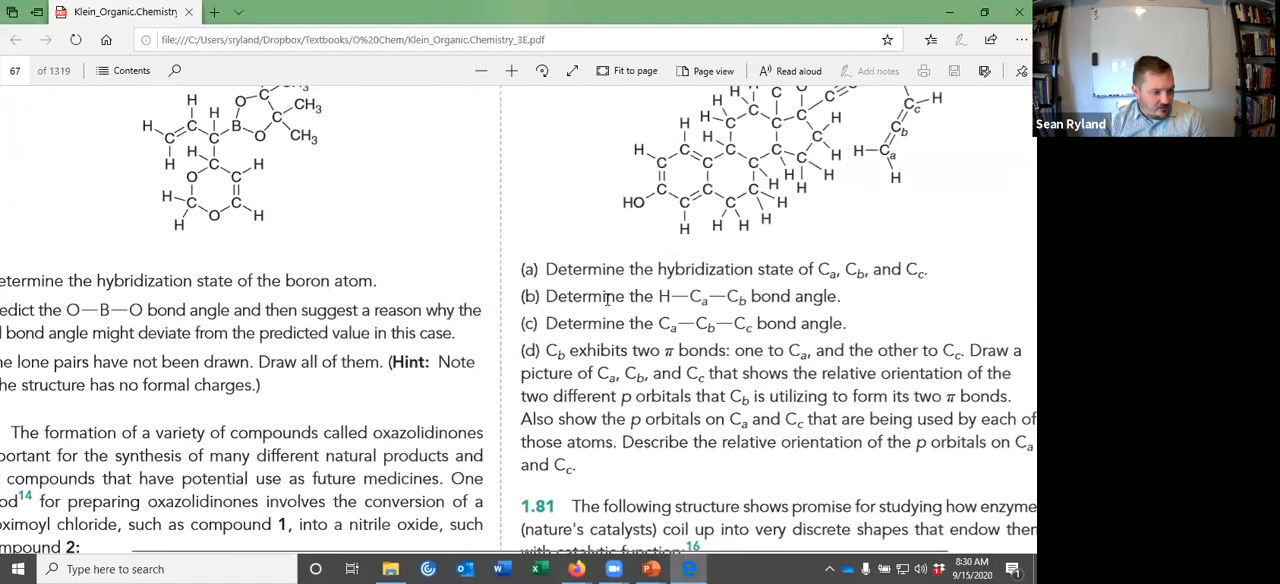 Klein_Organic.Chemistry
file:///C:/Users/sryland/Dropbox/Textbooks/O%20Chem/Klein_Organic.Chemistry_3E.pdf
67 of 1319 Contents Fit to page Page view Read aloud Add notes
Sean Ryland
H H O C CH3
H C C B O C CH3
H H C H
O C
H C C H
H O
etermine the hybridization state of the boron atom.
edict the O—B—O bond angle and then suggest a reason why the
l bond angle might deviate from the predicted value in this case.
ne lone pairs have not been drawn. Draw all of them. (Hint: Note
he structure has no formal charges.)
The formation of a variety of compounds called oxazolidinones
portant for the synthesis of many different natural products and
compounds that have potential use as future medicines. One
od14 for preparing oxazolidinones involves the conversion of a
oximoyl chloride, such as compound 1, into a nitrile oxide, such
mpound 2:
HO
Cc—H
Cb
H—Ca
H
(a) Determine the hybridization state of Ca, Cb, and Cc.
(b) Determine the H—Ca—Cb bond angle.
(c) Determine the Ca—Cb—Cc bond angle.
(d) Cb exhibits two π bonds: one to Ca, and the other to Cc. Draw a
picture of Ca, Cb, and Cc that shows the relative orientation of the
two different p orbitals that Cb is utilizing to form its two π bonds.
Also show the p orbitals on Ca and Cc that are being used by each of
those atoms. Describe the relative orientation of the p orbitals on Ca
and Cc.
1.81 The following structure shows promise for studying how enzyme
(nature's catalysts) coil up into very discrete shapes that endow then
with catalytic function:16
Type here to search
8:30 AM
9/15/2020